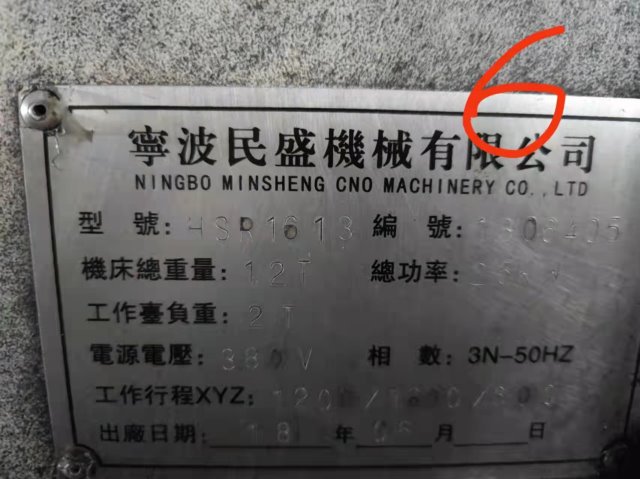 6
寧波民盛機械有限公司
NINGBO MINSHENG CNO MACHINERY CO.,LTD
型 號: HSR1613 編 號:
機床總重量: 12T 總功率:
工作臺負重: 2T
電源電壓: 380V 相 數: 3N-50HZ
工作行程XYZ:
出廠日期: 18 年 06 月 日